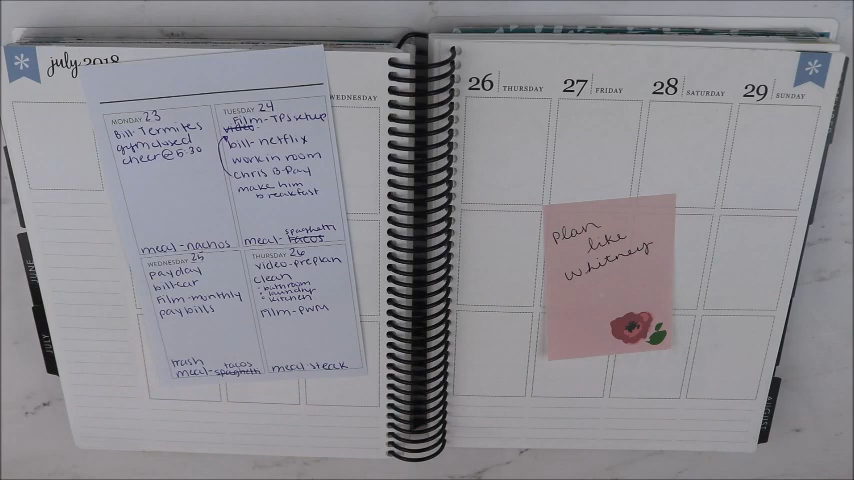 july 2018
MONDAY 23
Bill-Termites
gym closed
cheer @ 5:30
meal-nachos
TUESDAY 24
Film-TPS setup
video
bill-netflix
work in room
Chris B-Day
make him
breakfast
spaghetti
meal-tacos
WEDNESDAY 25
payday
bill-car
Film-monthly
pay bills
trash
tacos
meal-spaghetti
THURSDAY 26
video-preplan
clean
- bathroom
- laundry
- kitchen
Film-PWM
meal steak
WEDNESDAY
26 THURSDAY
27 FRIDAY
28 SATURDAY
29 SUNDAY
Plan
like
Whitney
JUNE
JULY
AUGUST